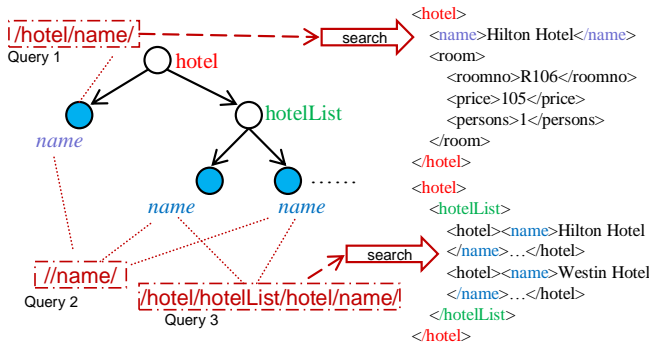 /hotel/name/
Query 1
search
hotel
name
hotelList
name
name
......
//name/
Query 2
/hotel/hotelList/hotel/name/
Query 3
search
<hotel>
<name>Hilton Hotel</name>
<room>
<roomno>R106</roomno>
<price>105</price>
<persons>1</persons>
</room>
</hotel>
<hotel>
<hotelList>
<hotel><name>Hilton Hotel
</name>…</hotel>
<hotel><name>Westin Hotel
</name>…</hotel>
</hotelList>
</hotel>